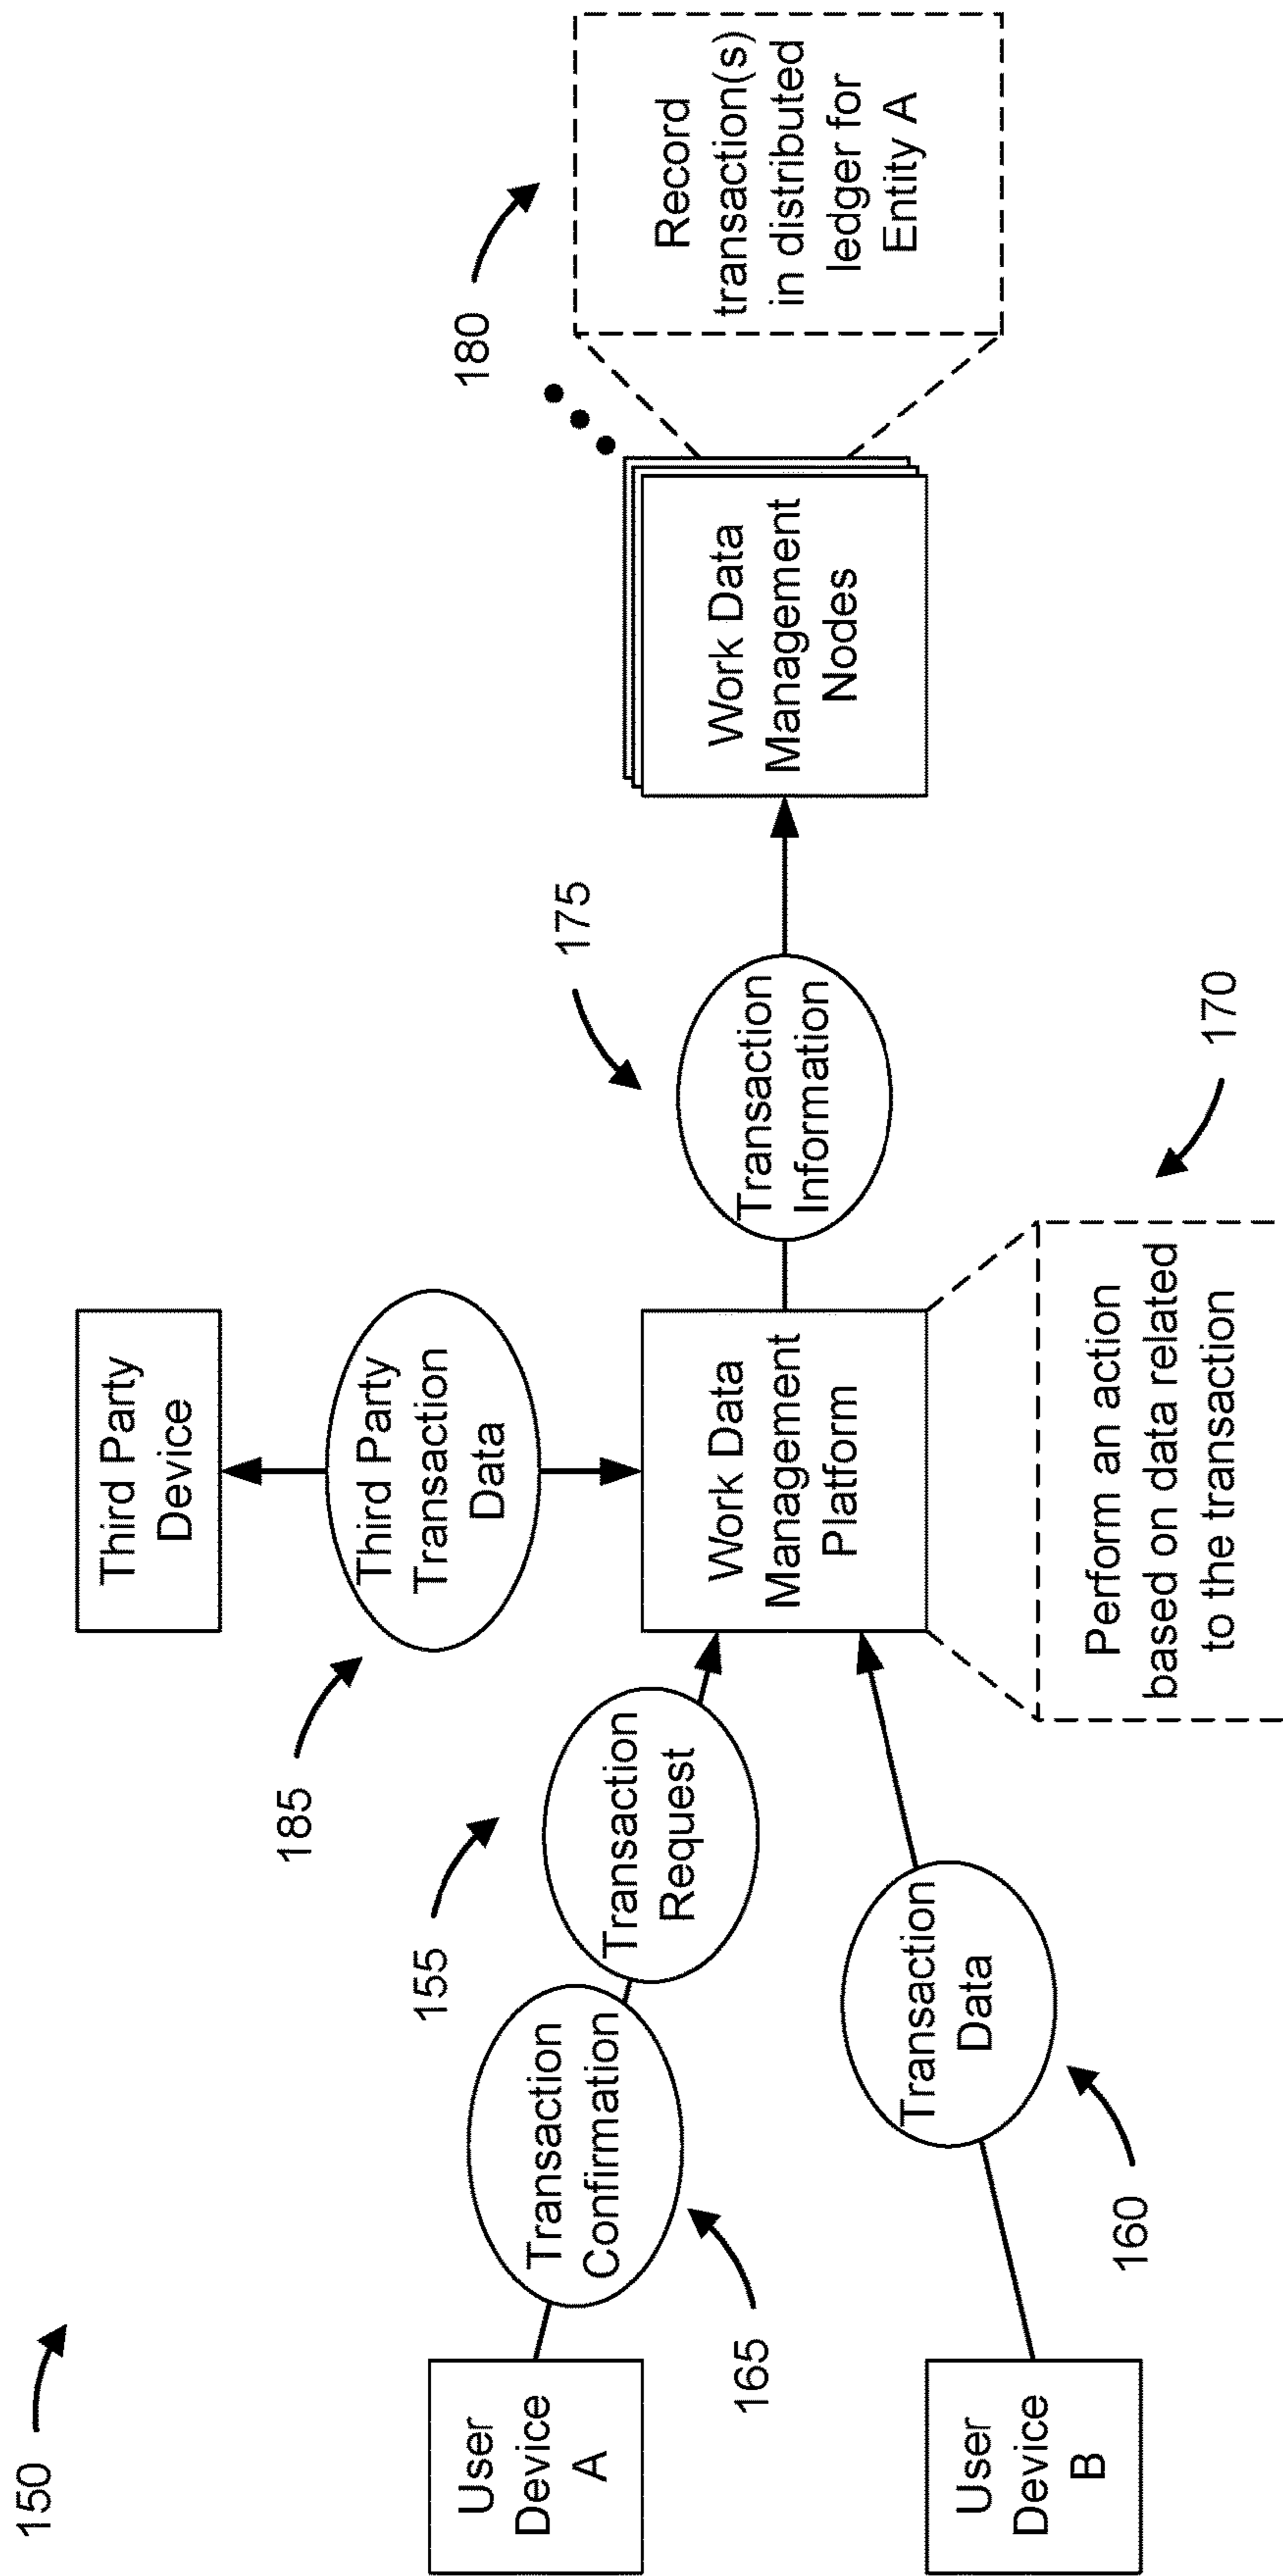 150
User
Device
A
165
Transaction
Confirmation
155
Transaction
Request
User
Device
B
160
Transaction
Data
185
Third Party
Device
Third Party
Transaction
Data
Work Data
Management
Platform
170
Perform an action
based on data related
to the transaction
175
Transaction
Information
Work Data
Management
Nodes
180
Record
transaction(s)
in distributed
ledger for
Entity A